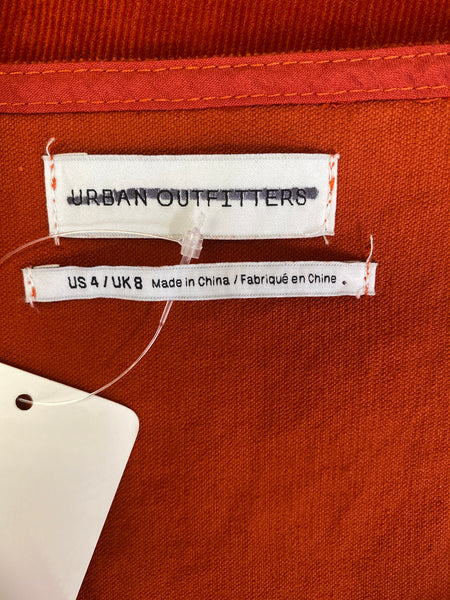 URBAN OUTFITTERS
US 4 / UK 8 Made in China / Fabriqué en Chine .